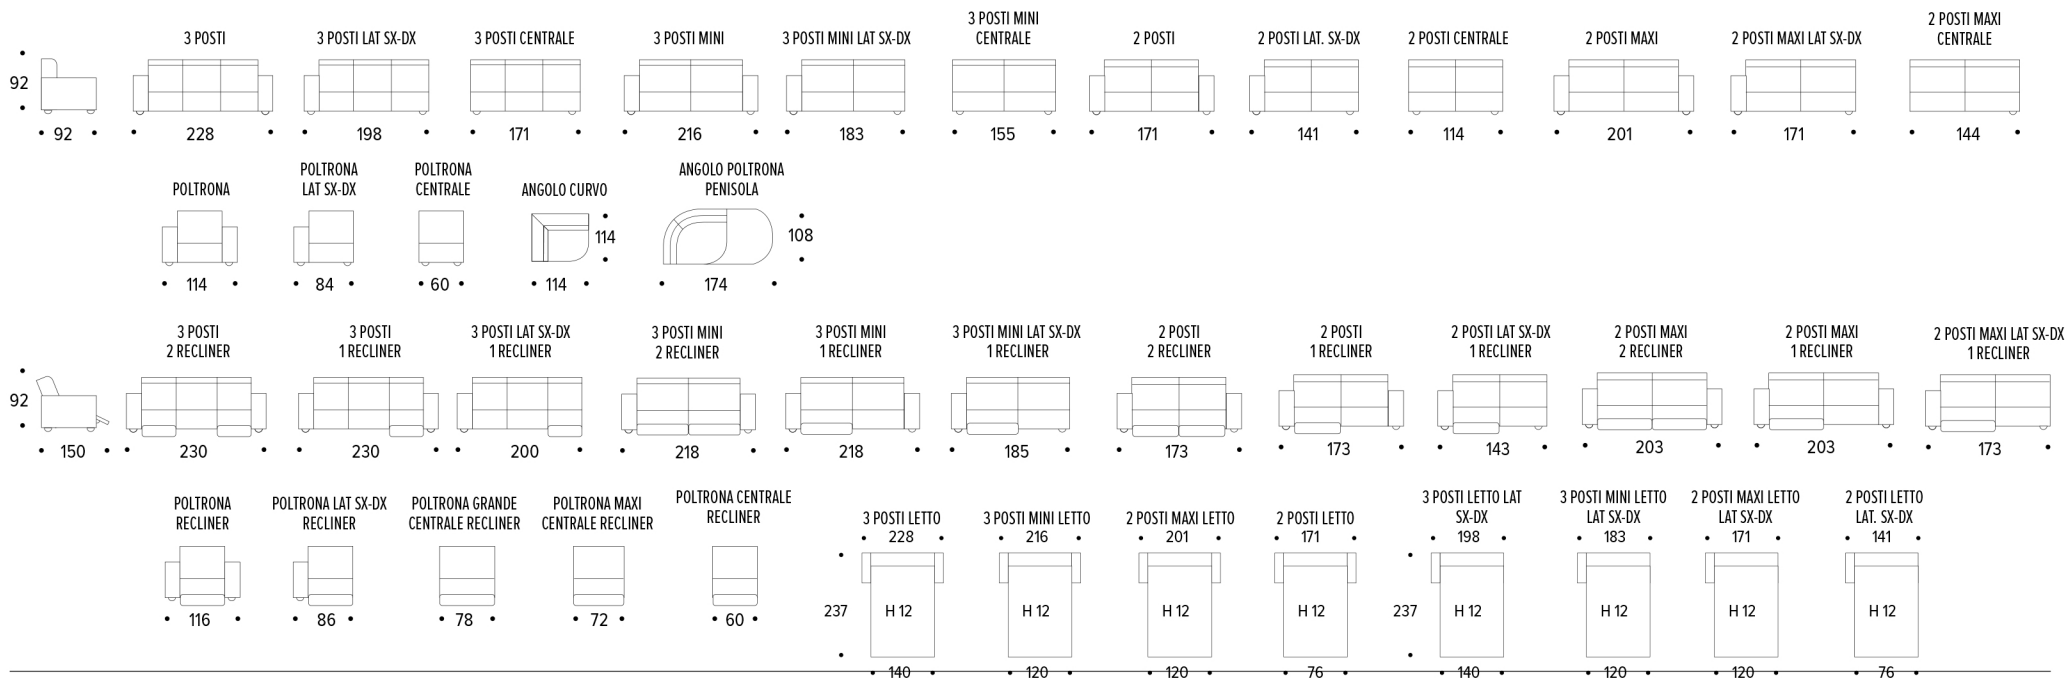 3 POSTI
3 POSTI LAT SX-DX
3 POSTI CENTRALE
3 POSTI MINI
3 POSTI MINI LAT SX-DX
3 POSTI MINI
CENTRALE
2 POSTI
2 POSTI LAT. SX-DX
2 POSTI CENTRALE
2 POSTI MAXI
2 POSTI MAXI LAT SX-DX
2 POSTI MAXI
CENTRALE
92
92
228
198
171
216
183
155
171
141
114
201
171
144
POLTRONA
POLTRONA
LAT SX-DX
POLTRONA
CENTRALE
ANGOLO CURVO
ANGOLO POLTRONA
PENISOLA
114
108
114
84
60
114
174
3 POSTI
2 RECLINER
3 POSTI
1 RECLINER
3 POSTI LAT SX-DX
1 RECLINER
3 POSTI MINI
2 RECLINER
3 POSTI MINI
1 RECLINER
3 POSTI MINI LAT SX-DX
1 RECLINER
2 POSTI
2 RECLINER
2 POSTI
1 RECLINER
2 POSTI LAT SX-DX
1 RECLINER
2 POSTI MAXI
2 RECLINER
2 POSTI MAXI
1 RECLINER
2 POSTI MAXI LAT SX-DX
1 RECLINER
92
150
230
230
200
218
218
185
173
173
143
203
203
173
POLTRONA
RECLINER
POLTRONA LAT SX-DX
RECLINER
POLTRONA GRANDE
CENTRALE RECLINER
POLTRONA MAXI
CENTRALE RECLINER
POLTRONA CENTRALE
RECLINER
116
86
78
72
60
3 POSTI LETTO
228
3 POSTI MINI LETTO
216
2 POSTI MAXI LETTO
201
2 POSTI LETTO
171
3 POSTI LETTO LAT
SX-DX
198
3 POSTI MINI LETTO
LAT SX-DX
183
2 POSTI MAXI LETTO
LAT SX-DX
171
2 POSTI LETTO
LAT. SX-DX
141
237
H 12
H 12
H 12
H 12
237
H 12
H 12
H 12
H 12
140
120
120
76
140
120
120
76